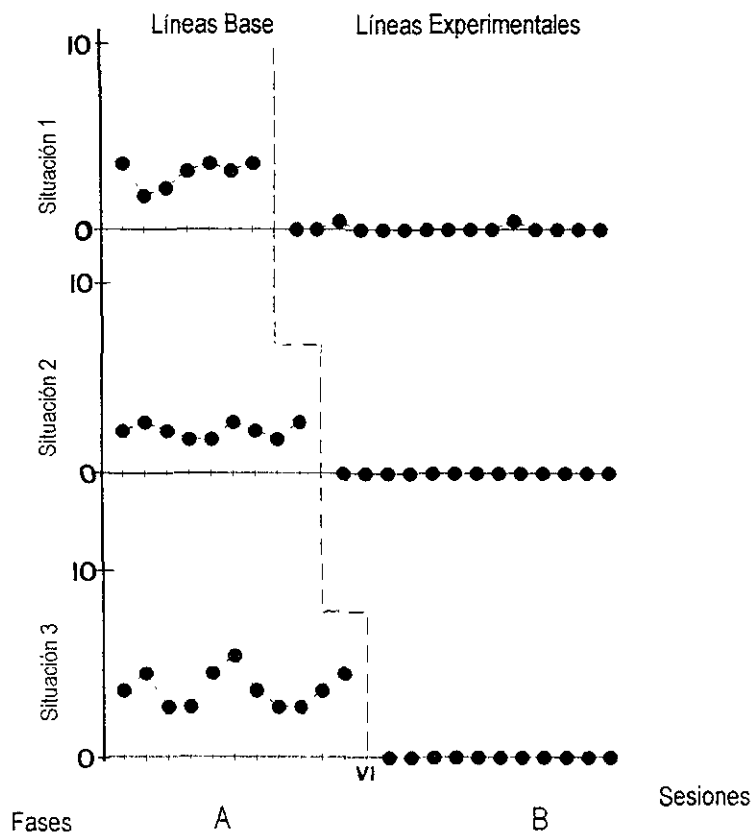 Líneas Base Líneas Experimentales
10
Situación 1
0
10
Situación 2
0
10
Situación 3
0
VI
Sesiones
Fases A B